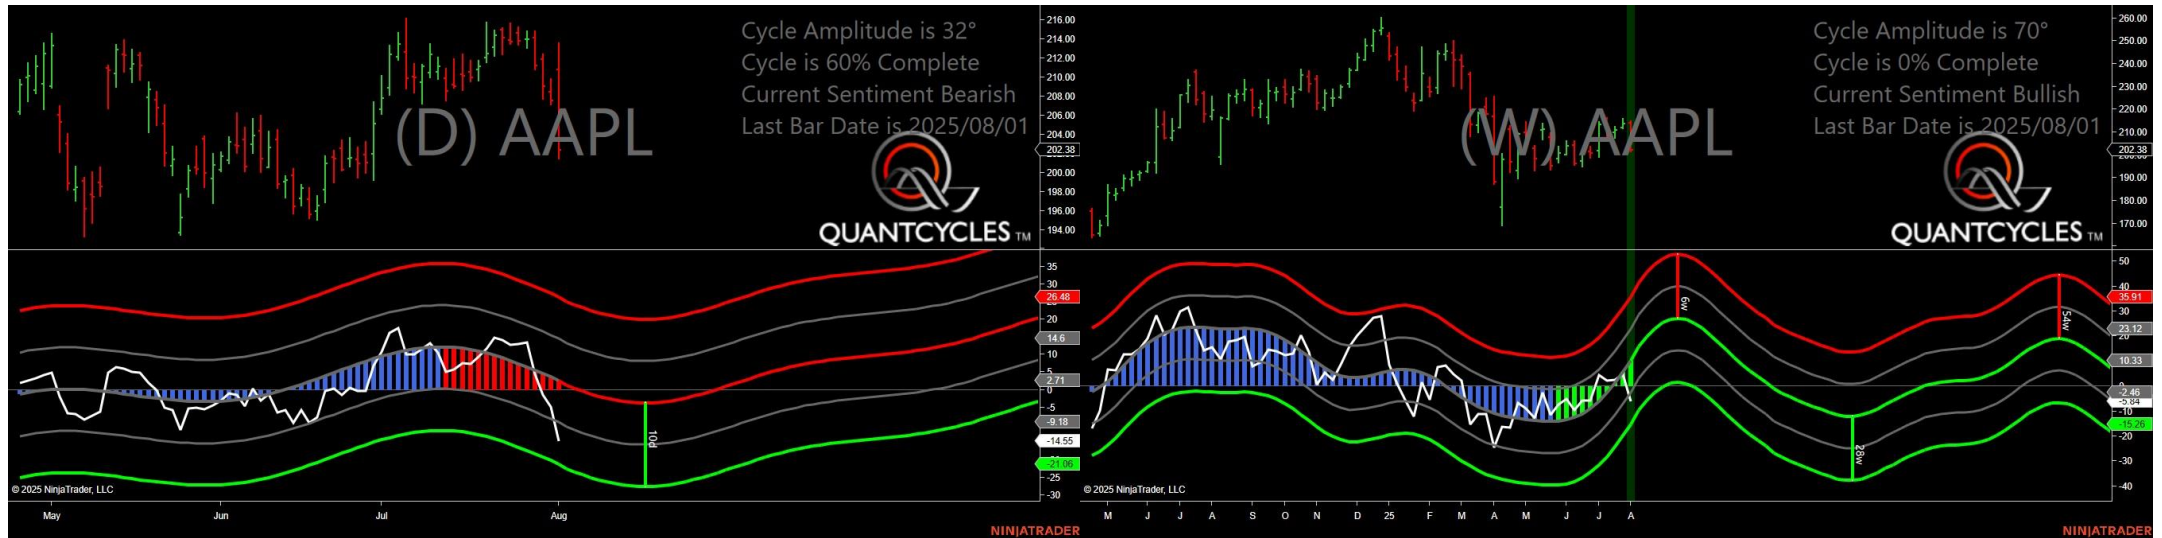 Cycle Amplitude is 32°
Cycle is 60% Complete
Current Sentiment Bearish
Last Bar Date is 2025/08/01
(D) AAPL
QUANTCYCLES TM
216.00
214.00
212.00
210.00
208.00
206.00
204.00
202.38
200.00
198.00
196.00
194.00
35
30
26.48
20
14.6
10
5
2.71
0
-5
-9.18
-14.55
-21.06
-25
-30
10d
© 2025 NinjaTrader, LLC
May Jun Jul Aug
NINJATRADER
Cycle Amplitude is 70°
Cycle is 0% Complete
Current Sentiment Bullish
Last Bar Date is 2025/08/01
(W) AAPL
QUANTCYCLES TM
260.00
250.00
240.00
230.00
220.00
210.00
202.38
190.00
180.00
170.00
50
40
35.91
30
23.12
20
10.33
0
-2.46
-5.84
-10
-15.26
-20
-30
-40
6w
28w
54w
© 2025 NinjaTrader, LLC
M J J A S O N D 25 F M A M J J A
NINJATRADER